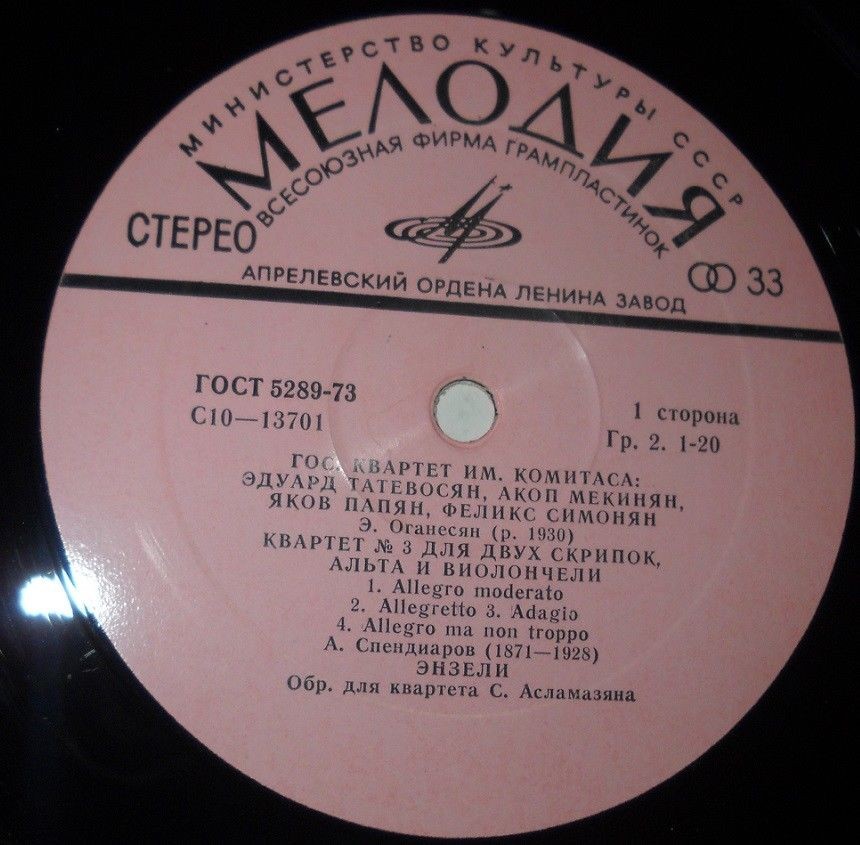 МИНИСТЕРСТВО КУЛЬТУРЫ СССР
МЕЛОДИЯ
ВСЕСОЮЗНАЯ ФИРМА ГРАМПЛАСТИНОК
СТЕРЕО
33
АПРЕЛЕВСКИЙ ОРДЕНА ЛЕНИНА ЗАВОД
ГОСТ 5289-73
С10—13701
1 сторона
Гр. 2. 1-20
ГОС. КВАРТЕТ ИМ. КОМИТАСА:
ЭДУАРД ТАТЕВОСЯН, АКОП МЕКИНЯН,
ЯКОВ ПАПЯН, ФЕЛИКС СИМОНЯН
Э. Оганесян (р. 1930)
КВАРТЕТ № 3 ДЛЯ ДВУХ СКРИПОК,
АЛЬТА И ВИОЛОНЧЕЛИ
1. Allegro moderato
2. Allegretto 3. Adagio
4. Allegro ma non troppo
А. Спендиаров (1871—1928)
ЭНЗЕЛИ
Обр. для квартета С. Асламазяна